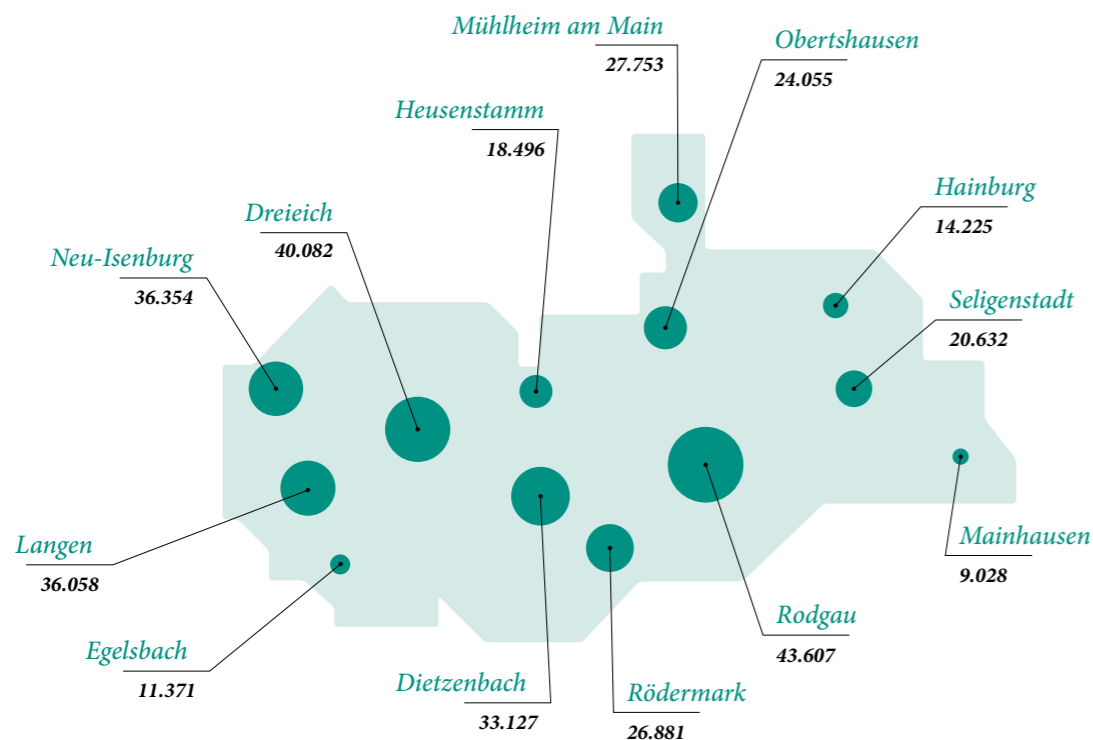 Mühlheim am Main
27.753
Obertshausen
24.055
Heusenstamm
18.496
Hainburg
14.225
Dreieich
40.082
Neu-Isenburg
36.354
Seligenstadt
20.632
Langen
36.058
Mainhausen
9.028
Rodgau
43.607
Egelsbach
11.371
Dietzenbach
33.127
Rödermark
26.881